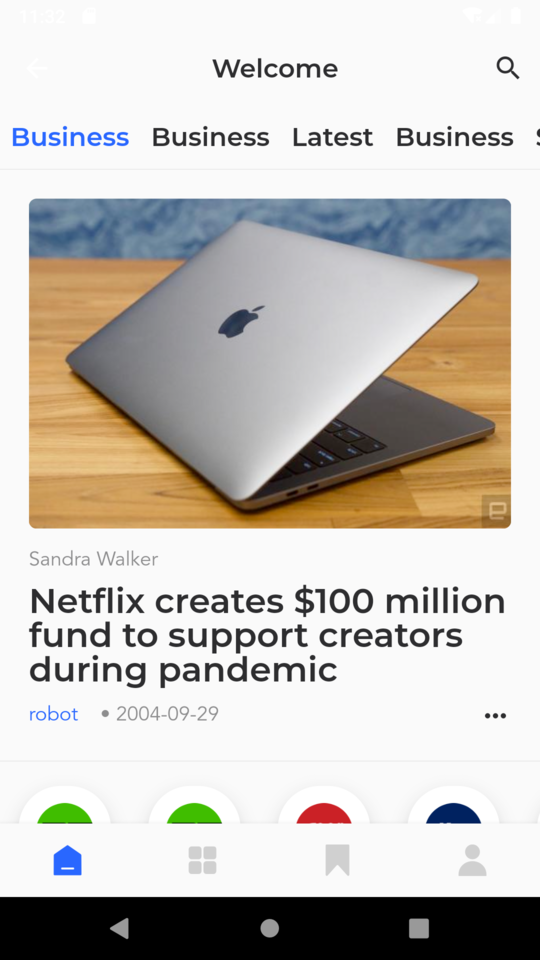 11:32
Welcome
Business Business Latest Business
Sandra Walker
Netflix creates $100 million
fund to support creators
during pandemic
robot • 2004-09-29